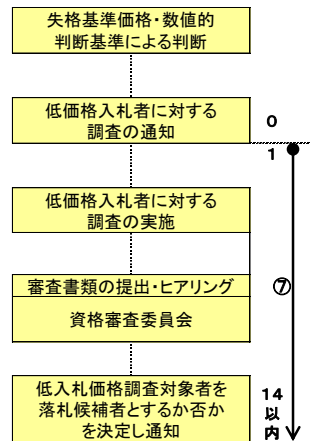 失格基準価格・数値的
判断基準による判断
低価格入札者に対する
調査の通知
0
1
低価格入札者に対する
調査の実施
審査書類の提出・ヒアリング
⑦
資格審査委員会
低入札価格調査対象者を
落札候補者とするか否か
を決定し通知
14
以
内